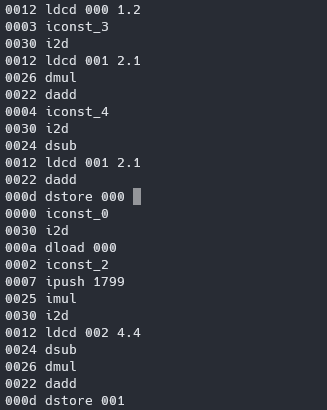 0012 ldcd 000 1.2
0003 iconst_3
0030 i2d
0012 ldcd 001 2.1
0026 dmul
0022 dadd
0004 iconst_4
0030 i2d
0024 dsub
0012 ldcd 001 2.1
0022 dadd
000d dstore 000
0000 iconst_0
0030 i2d
000a dload 000
0002 iconst_2
0007 ipush 1799
0025 imul
0030 i2d
0012 ldcd 002 4.4
0024 dsub
0026 dmul
0022 dadd
000d dstore 001